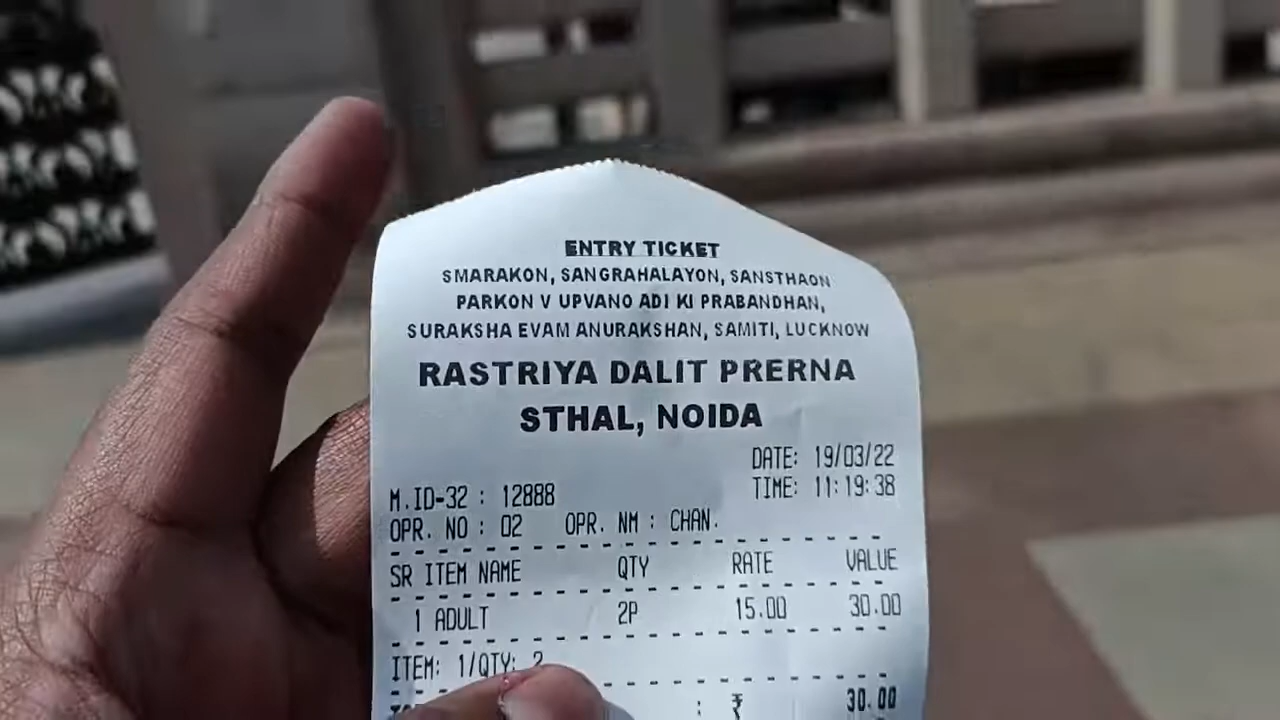 ENTRY TICKET
SMARAKON, SANGRAHALAYON, SANSTHAON
PARKON V UPVANO ADI KI PRABANDHAN,
SURAKSHA EVAM ANURAKSHAN, SAMITI, LUCKNOW
RASTRIYA DALIT PRERNA
STHAL, NOIDA
DATE: 19/03/22
TIME: 11:19:38
M.ID-32 : 12888
OPR. NO : 02 OPR. NM : CHAN.
SR ITEM NAME QTY RATE VALUE
1 ADULT 2P 15.00 30.00
ITEM: 1/QTY: 2
: ₹ 30.00